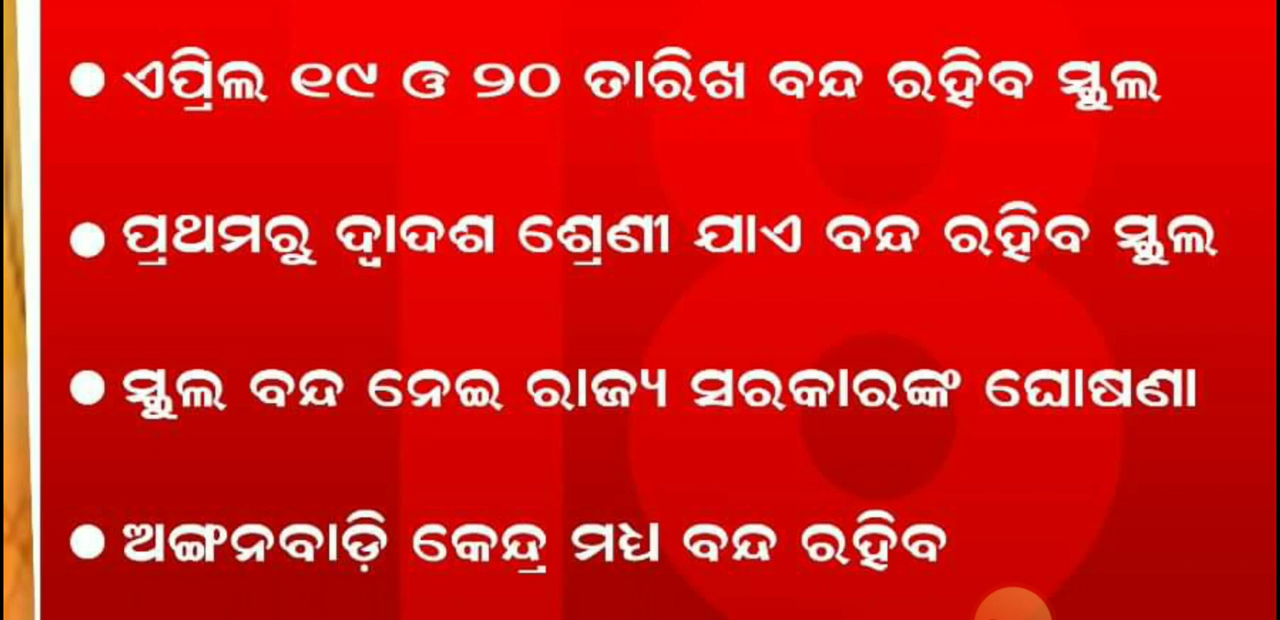 • ଏପ୍ରିଲ ୧୯ ଓ ୨୦ ତାରିଖ ବନ୍ଦ ରହିବ ସ୍କୁଲ
• ପ୍ରଥମରୁ ଦ୍ୱାଦଶ ଶ୍ରେଣୀ ଯାଏ ବନ୍ଦ ରହିବ ସ୍କୁଲ
• ସ୍କୁଲ ବନ୍ଦ ନେଇ ରାଜ୍ୟ ସରକାରଙ୍କ ଘୋଷଣା
• ଅଙ୍ଗନବାଡ଼ି କେନ୍ଦ୍ର ମଧ୍ୟ ବନ୍ଦ ରହିବ